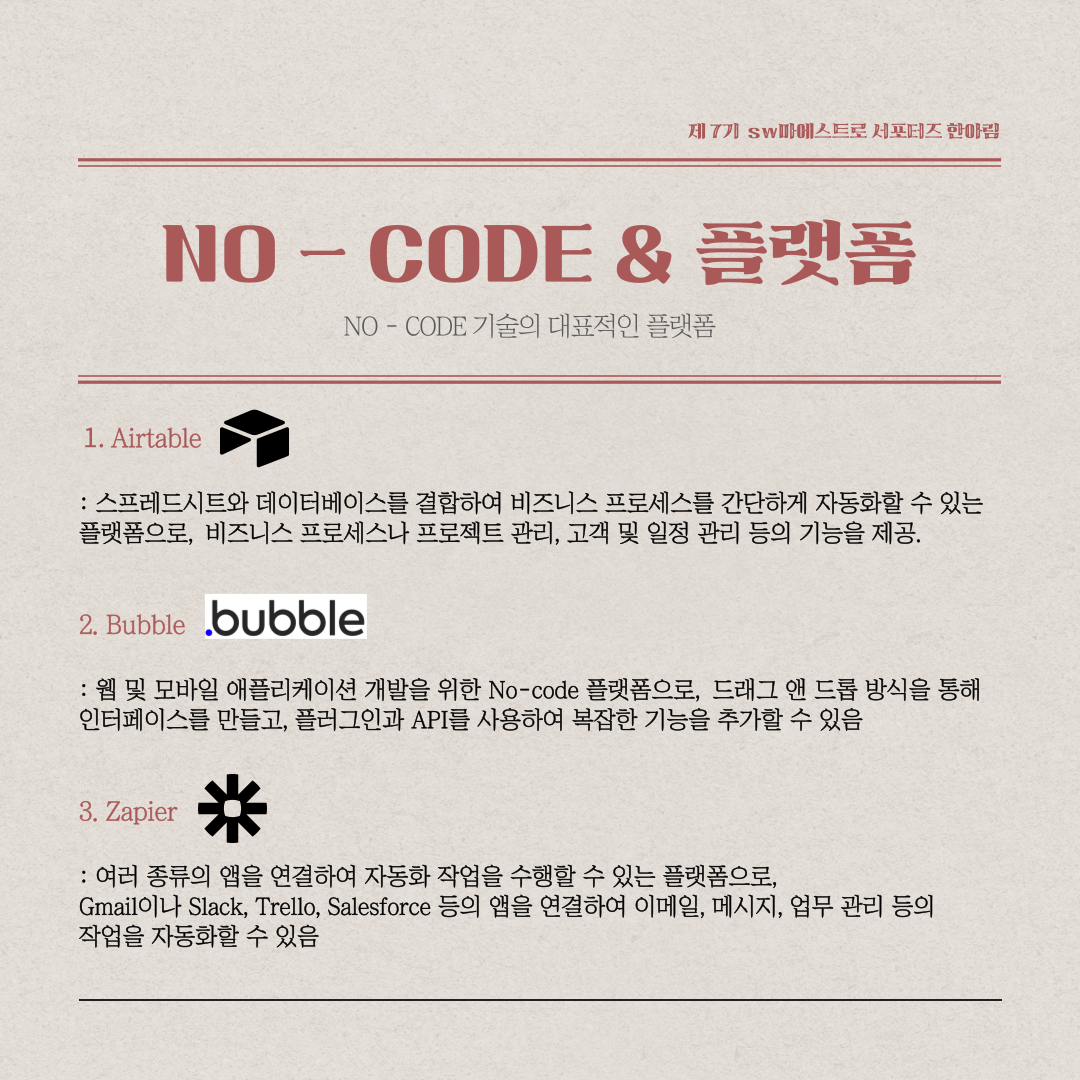 제 7기 sw마에스트로 서포터즈 한아림
NO - CODE & 플랫폼
NO - CODE 기술의 대표적인 플랫폼
1. Airtable
: 스프레드시트와 데이터베이스를 결합하여 비즈니스 프로세스를 간단하게 자동화할 수 있는
플랫폼으로, 비즈니스 프로세스나 프로젝트 관리, 고객 및 일정 관리 등의 기능을 제공.
2. Bubble .bubble
: 웹 및 모바일 애플리케이션 개발을 위한 No-code 플랫폼으로, 드래그 앤 드롭 방식을 통해
인터페이스를 만들고, 플러그인과 API를 사용하여 복잡한 기능을 추가할 수 있음
3. Zapier
: 여러 종류의 앱을 연결하여 자동화 작업을 수행할 수 있는 플랫폼으로,
Gmail이나 Slack, Trello, Salesforce 등의 앱을 연결하여 이메일, 메시지, 업무 관리 등의
작업을 자동화할 수 있음